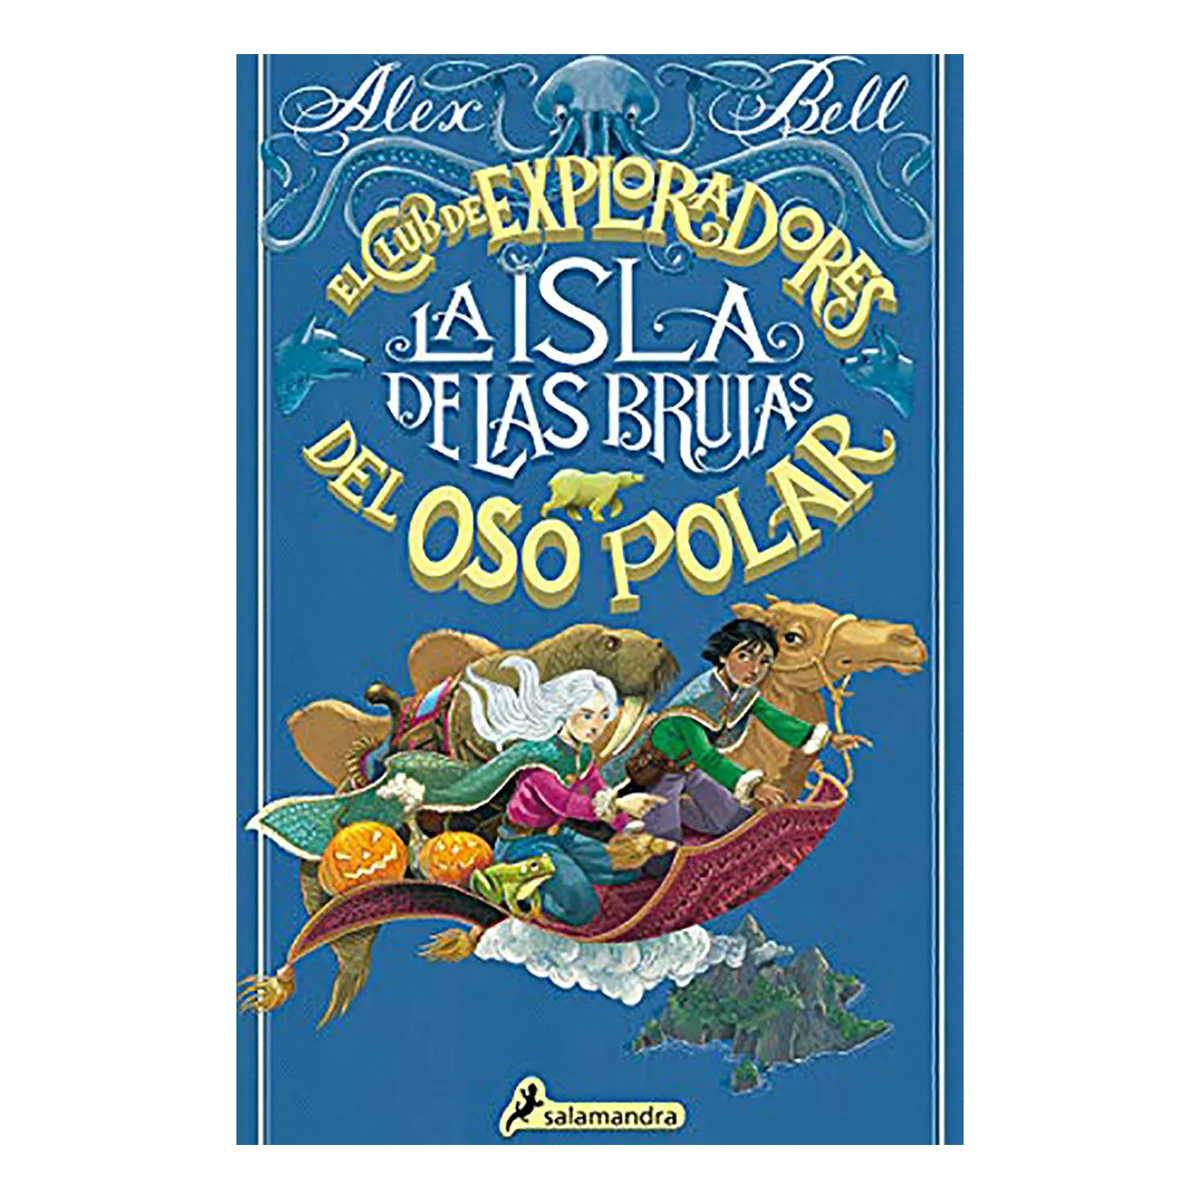 Alex Bell
EL CLUB DE EXPLORADORES
LA ISLA
DE LAS BRUJAS
DEL OSO POLAR
salamandra